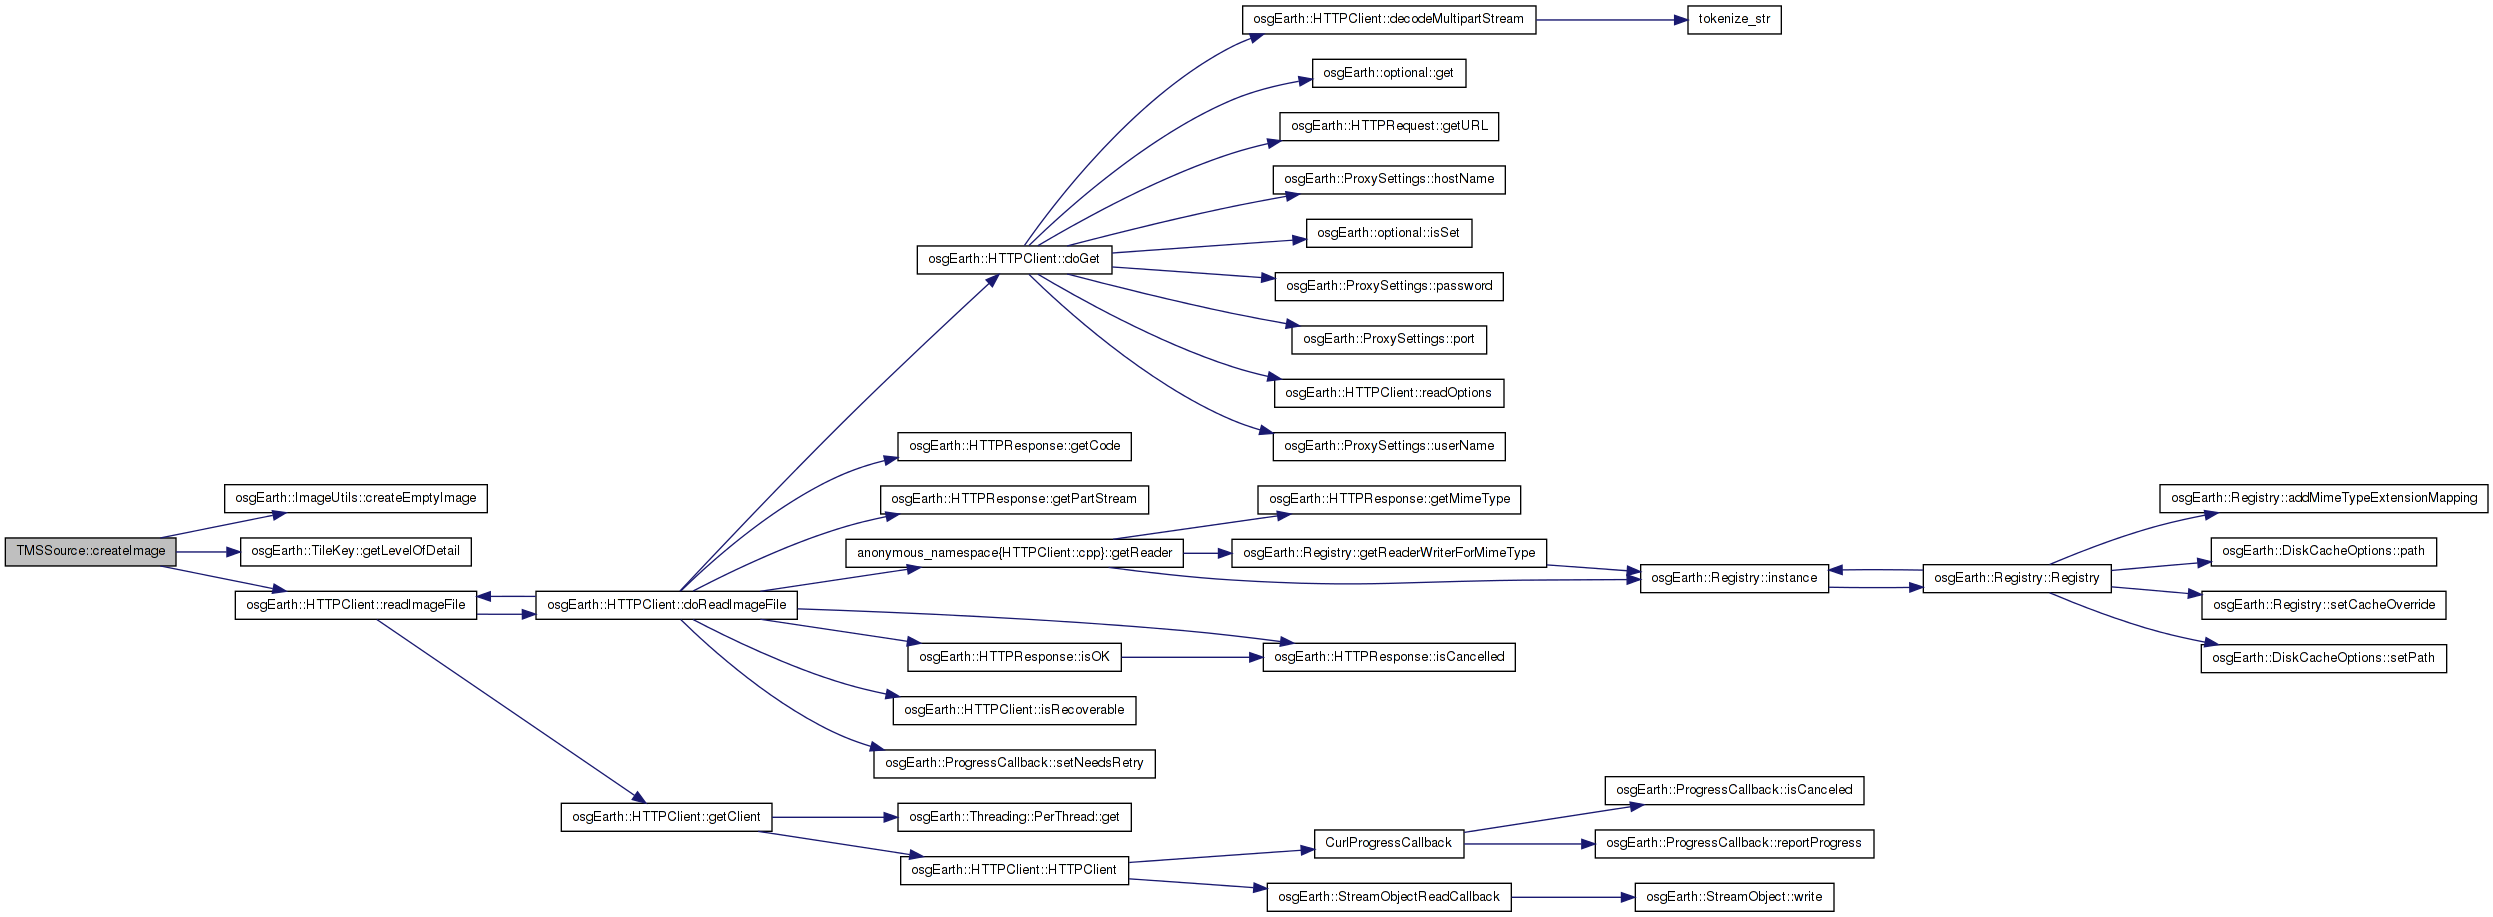 TMSSource::createImage
osgEarth::ImageUtils::createEmptyImage
osgEarth::TileKey::getLevelOfDetail
osgEarth::HTTPClient::readImageFile
osgEarth::HTTPClient::doReadImageFile
osgEarth::HTTPClient::getClient
osgEarth::HTTPClient::doGet
osgEarth::HTTPResponse::getCode
osgEarth::HTTPResponse::getPartStream
anonymous_namespace{HTTPClient::cpp}::getReader
osgEarth::HTTPResponse::isOK
osgEarth::HTTPClient::isRecoverable
osgEarth::ProgressCallback::setNeedsRetry
osgEarth::Threading::PerThread::get
osgEarth::HTTPClient::HTTPClient
osgEarth::HTTPClient::decodeMultipartStream
osgEarth::optional::get
osgEarth::HTTPRequest::getURL
osgEarth::ProxySettings::hostName
osgEarth::optional::isSet
osgEarth::ProxySettings::password
osgEarth::ProxySettings::port
osgEarth::HTTPClient::readOptions
osgEarth::ProxySettings::userName
osgEarth::HTTPResponse::getMimeType
osgEarth::Registry::getReaderWriterForMimeType
osgEarth::HTTPResponse::isCancelled
CurlProgressCallback
osgEarth::StreamObjectReadCallback
tokenize_str
osgEarth::Registry::instance
osgEarth::ProgressCallback::isCanceled
osgEarth::ProgressCallback::reportProgress
osgEarth::StreamObject::write
osgEarth::Registry::Registry
osgEarth::Registry::addMimeTypeExtensionMapping
osgEarth::DiskCacheOptions::path
osgEarth::Registry::setCacheOverride
osgEarth::DiskCacheOptions::setPath